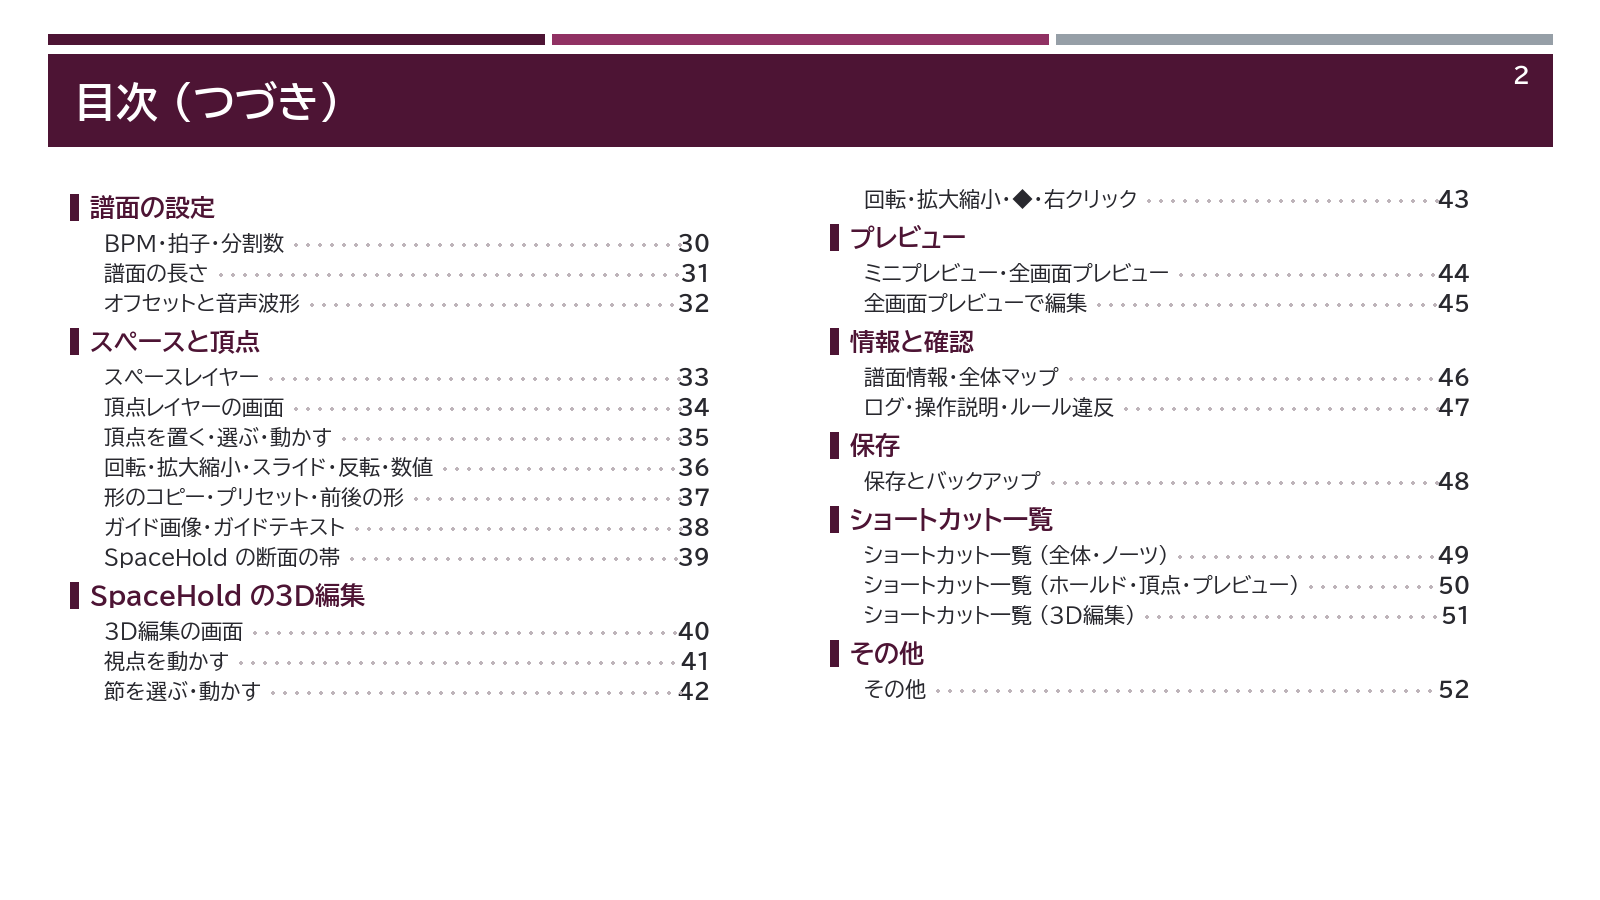 目次（つづき）
2
譜面の設定
BPM・拍子・分割数 30
譜面の長さ 31
オフセットと音声波形 32
スペースと頂点
スペースレイヤー 33
頂点レイヤーの画面 34
頂点を置く・選ぶ・動かす 35
回転・拡大縮小・スライド・反転・数値 36
形のコピー・プリセット・前後の形 37
ガイド画像・ガイドテキスト 38
SpaceHold の断面の帯 39
SpaceHold の3D編集
3D編集の画面 40
視点を動かす 41
節を選ぶ・動かす 42
回転・拡大縮小・◆・右クリック 43
プレビュー
ミニプレビュー・全画面プレビュー 44
全画面プレビューで編集 45
情報と確認
譜面情報・全体マップ 46
ログ・操作説明・ルール違反 47
保存
保存とバックアップ 48
ショートカット一覧
ショートカット一覧（全体・ノーツ） 49
ショートカット一覧（ホールド・頂点・プレビュー） 50
ショートカット一覧（3D編集） 51
その他
その他 52